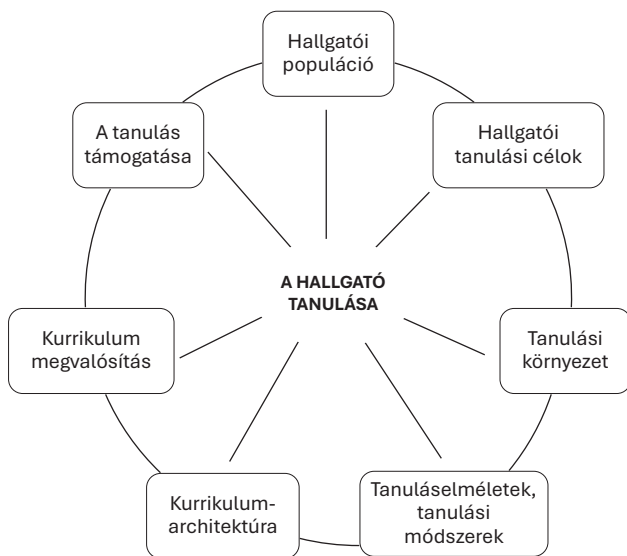 Hallgatói
populáció
Hallgatói
tanulási célok
Tanulási
környezet
Tanuláselméletek,
tanulási
módszerek
Kurrikulum-
architektúra
Kurrikulum
megvalósítás
A tanulás
támogatása
A HALLGATÓ
TANULÁSA